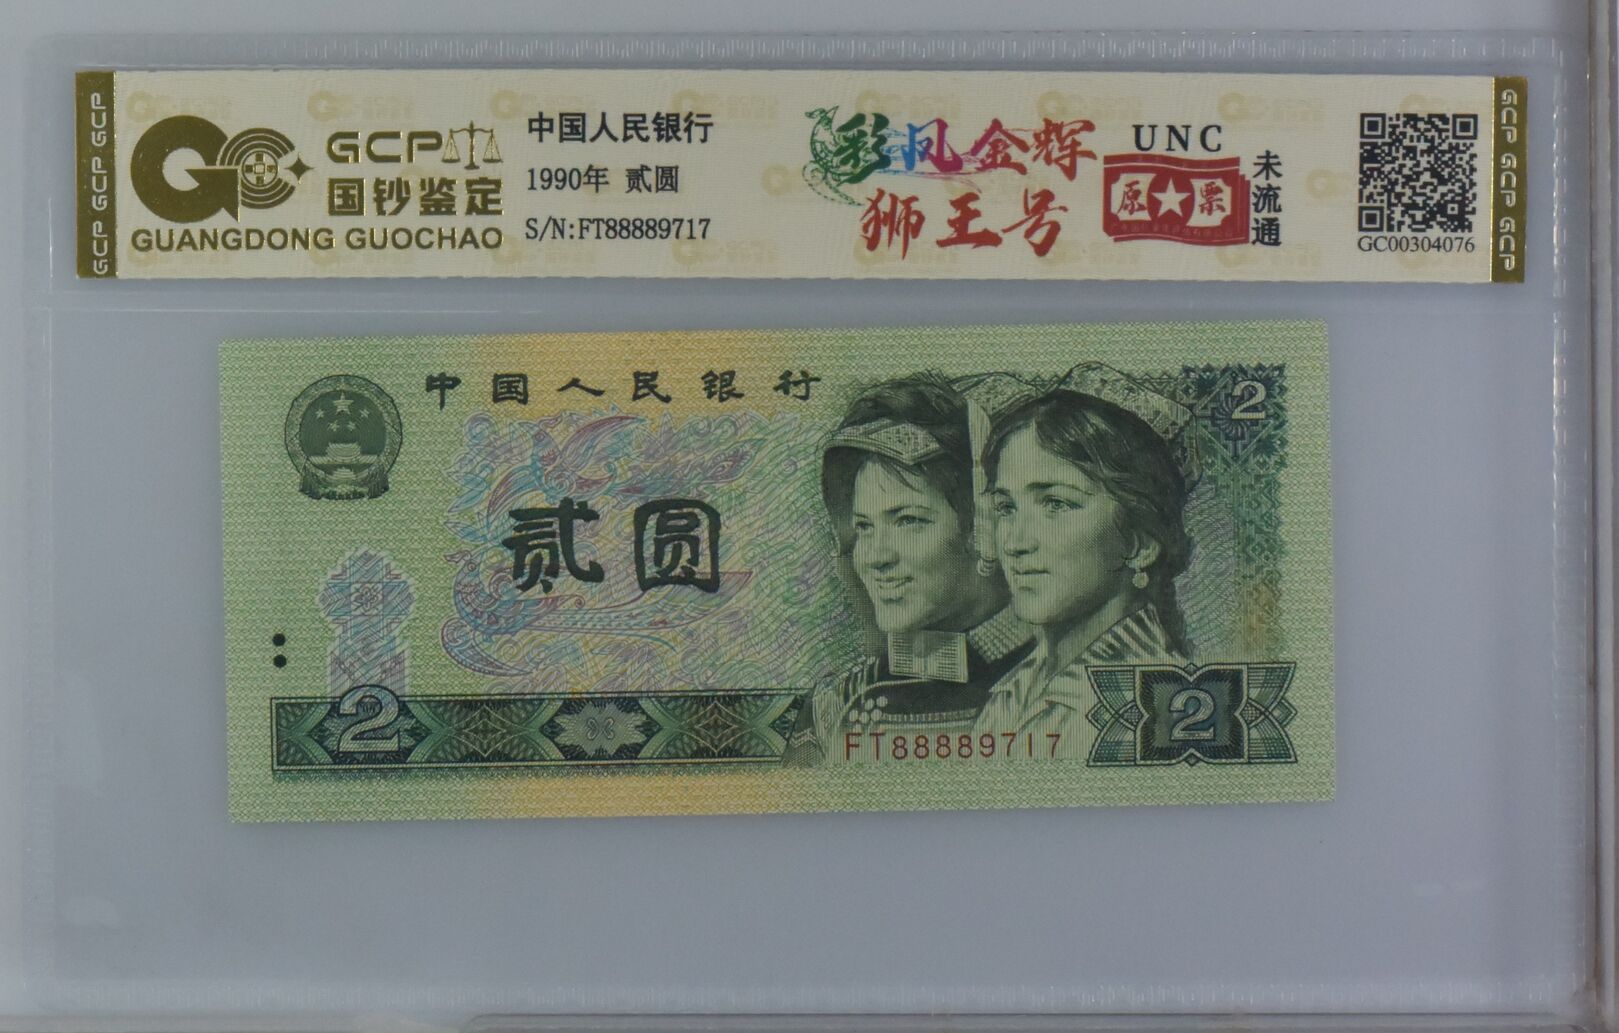 GCP GCP GCP
GCP
国钞鉴定
GUANGDONG GUOCHAO
中国人民银行
1990年 贰圆
S/N:FT88889717
彩凤金辉
狮王号
UNC
原★票
未流通
GC00304076
GCP GCP GCP
中国人民银行
2
贰圆
2
FT88889717
2